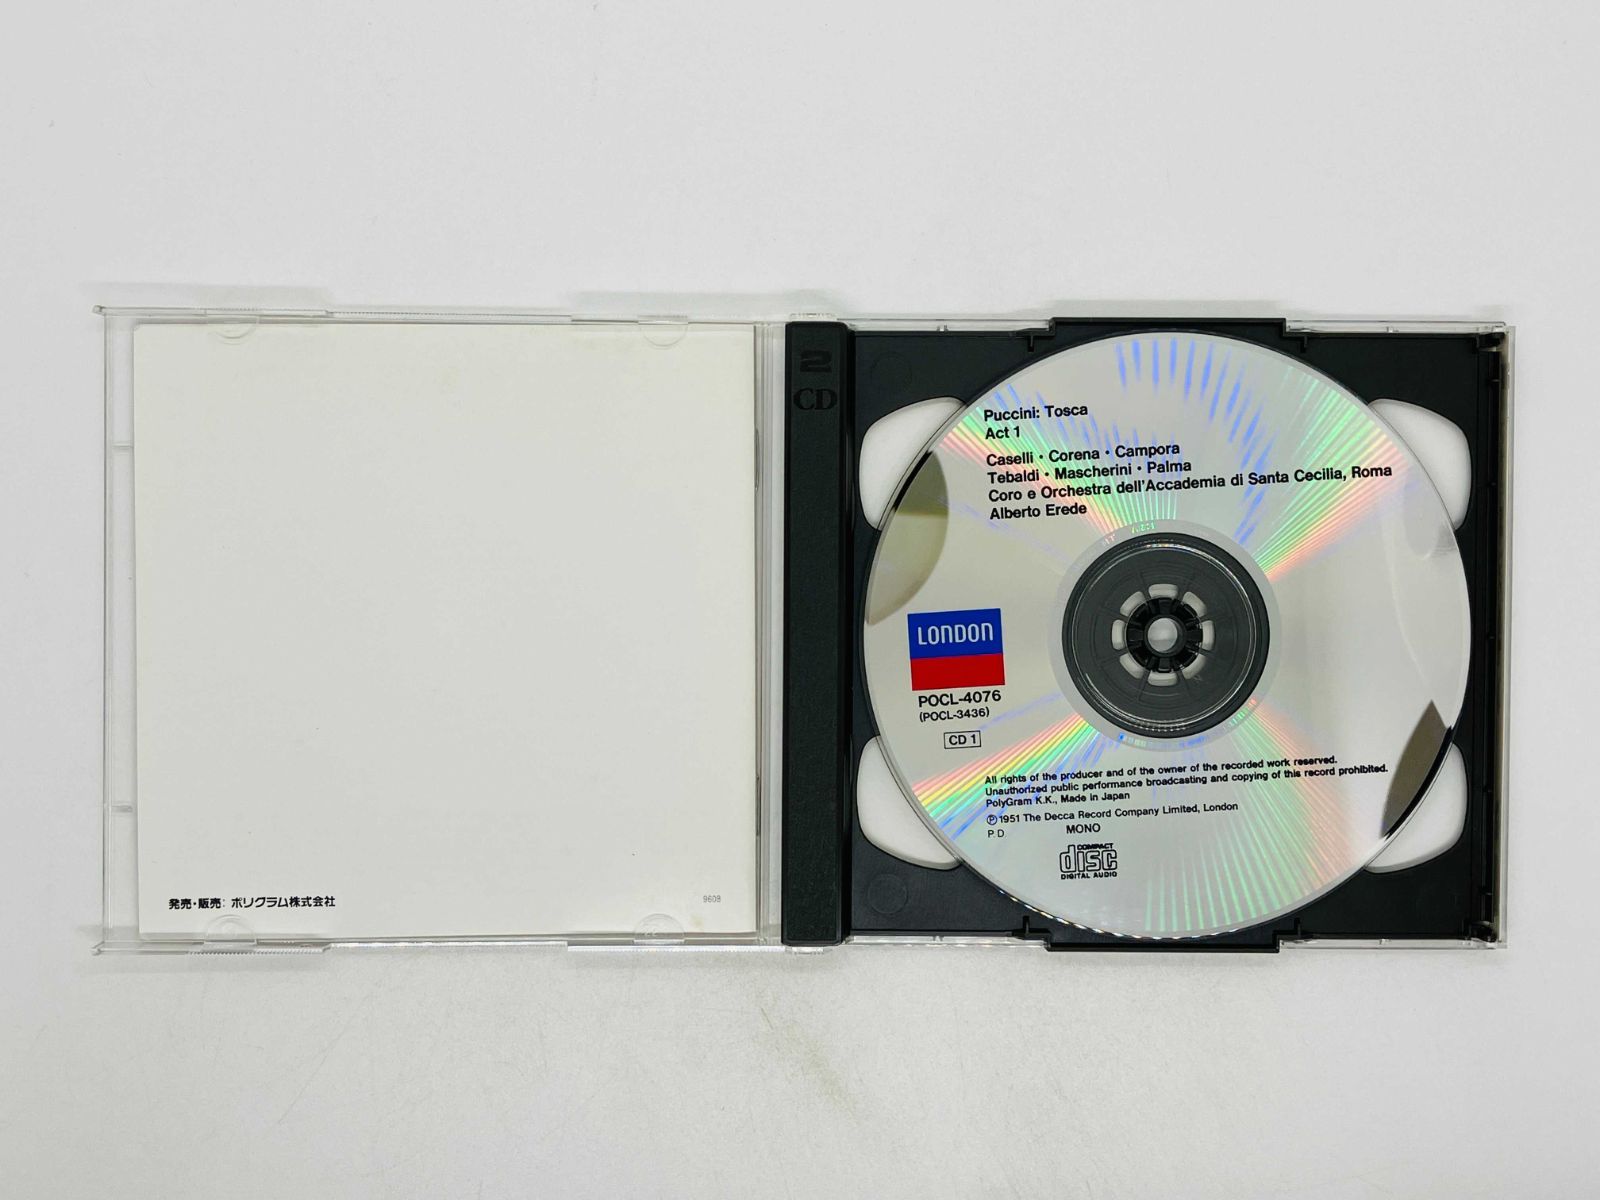 発売・販売: ポリグラム株式会社
9608
2
CD
Puccini: Tosca
Act 1
Caselli · Corena · Campora
Tebaldi · Mascherini · Palma
Coro e Orchestra dell'Accademia di Santa Cecilia, Roma
Alberto Erede
LONDON
POCL-4076
(POCL-3436)
CD 1
All rights of the producer and of the owner of the recorded work reserved.
Unauthorized public performance broadcasting and copying of this record prohibited.
PolyGram K.K., Made in Japan
Ⓟ1951 The Decca Record Company Limited, London
P.D MONO
COMPACT
disc
DIGITAL AUDIO